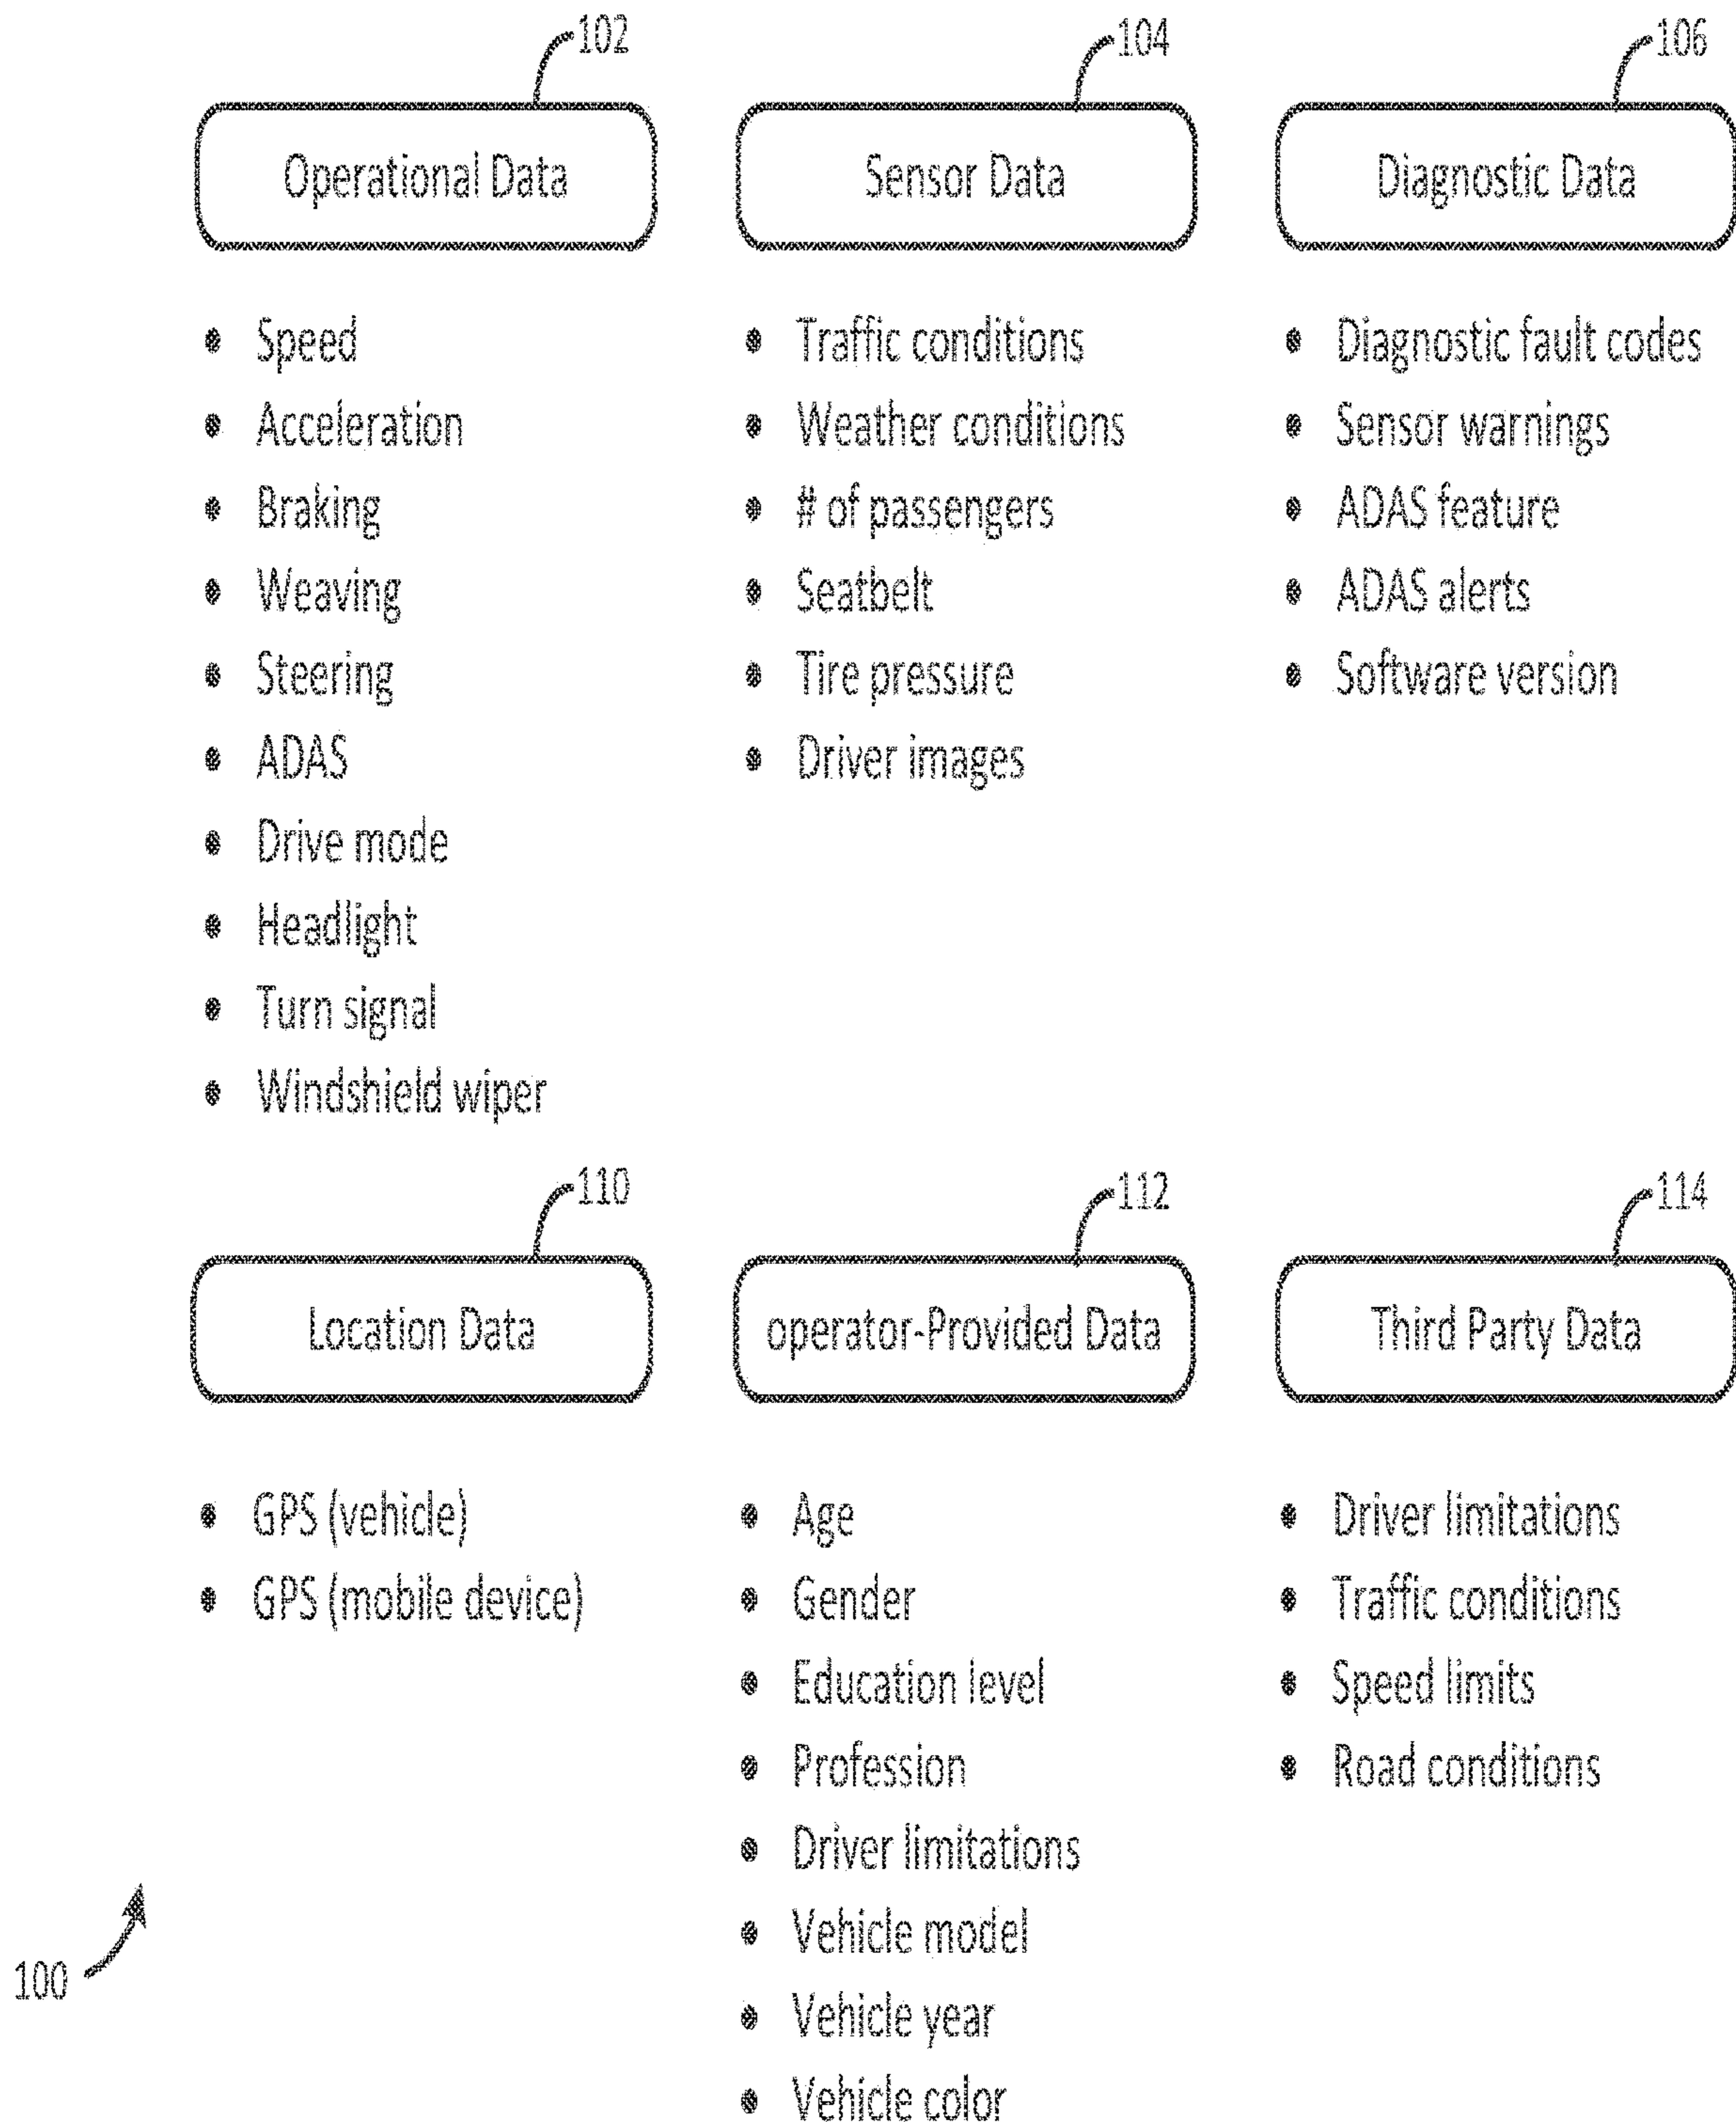 102
Operational Data
• Speed
• Acceleration
• Braking
• Weaving
• Steering
• ADAS
• Drive mode
• Headlight
• Turn signal
• Windshield wiper
104
Sensor Data
• Traffic conditions
• Weather conditions
• # of passengers
• Seatbelt
• Tire pressure
• Driver images
106
Diagnostic Data
• Diagnostic fault codes
• Sensor warnings
• ADAS feature
• ADAS alerts
• Software version
110
Location Data
• GPS (vehicle)
• GPS (mobile device)
112
operator-Provided Data
• Age
• Gender
• Education level
• Profession
• Driver limitations
• Vehicle model
• Vehicle year
• Vehicle color
114
Third Party Data
• Driver limitations
• Traffic conditions
• Speed limits
• Road conditions
100